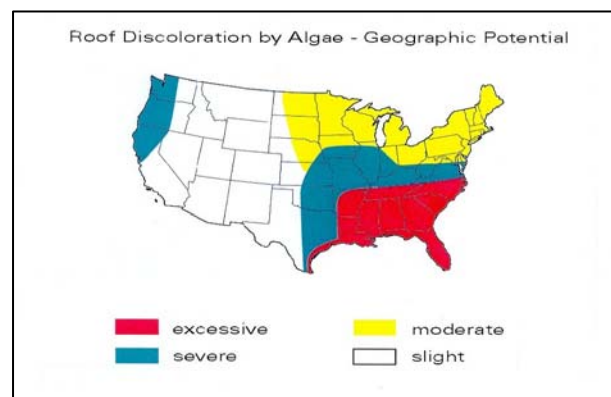 Roof Discoloration by Algae - Geographic Potential
excessive
moderate
severe
slight